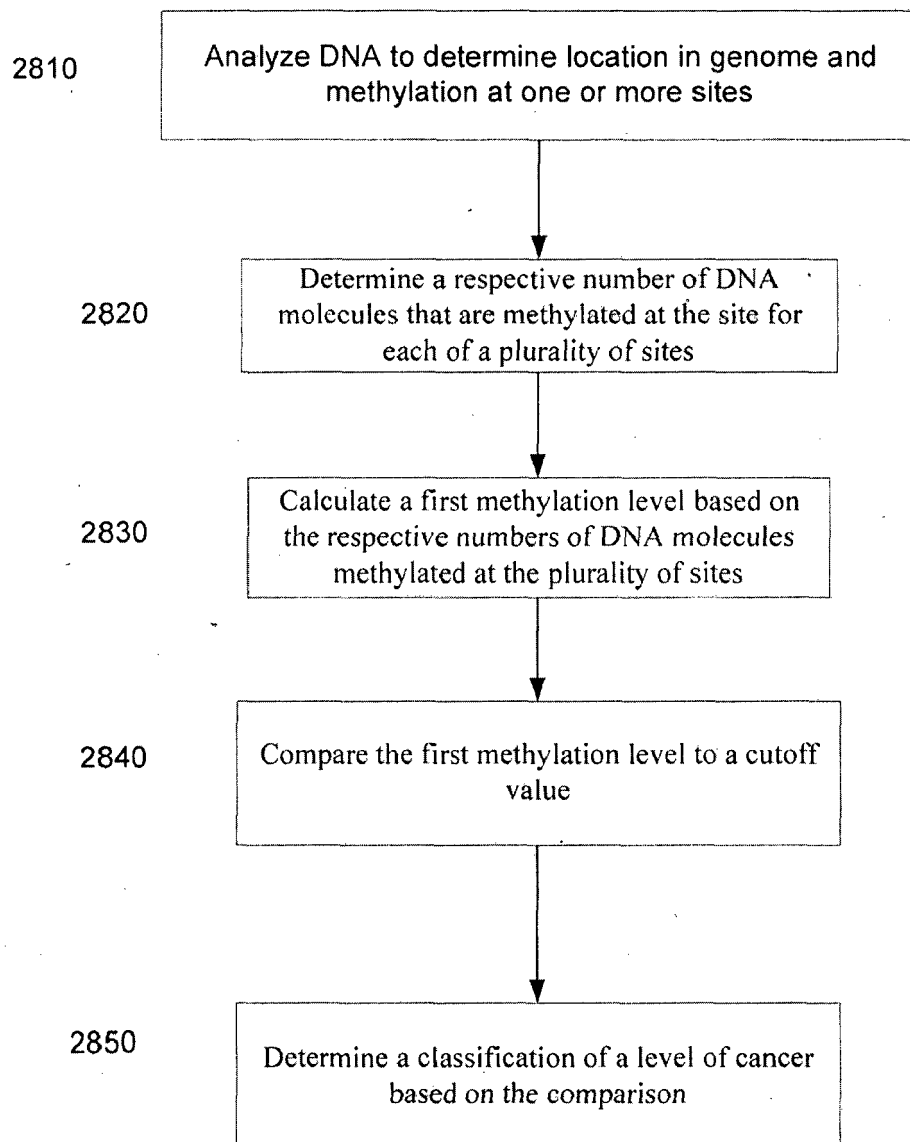 2810
Analyze DNA to determine location in genome and
methylation at one or more sites
2820
Determine a respective number of DNA
molecules that are methylated at the site for
each of a plurality of sites
2830
Calculate a first methylation level based on
the respective numbers of DNA molecules
methylated at the plurality of sites
2840
Compare the first methylation level to a cutoff
value
2850
Determine a classification of a level of cancer
based on the comparison